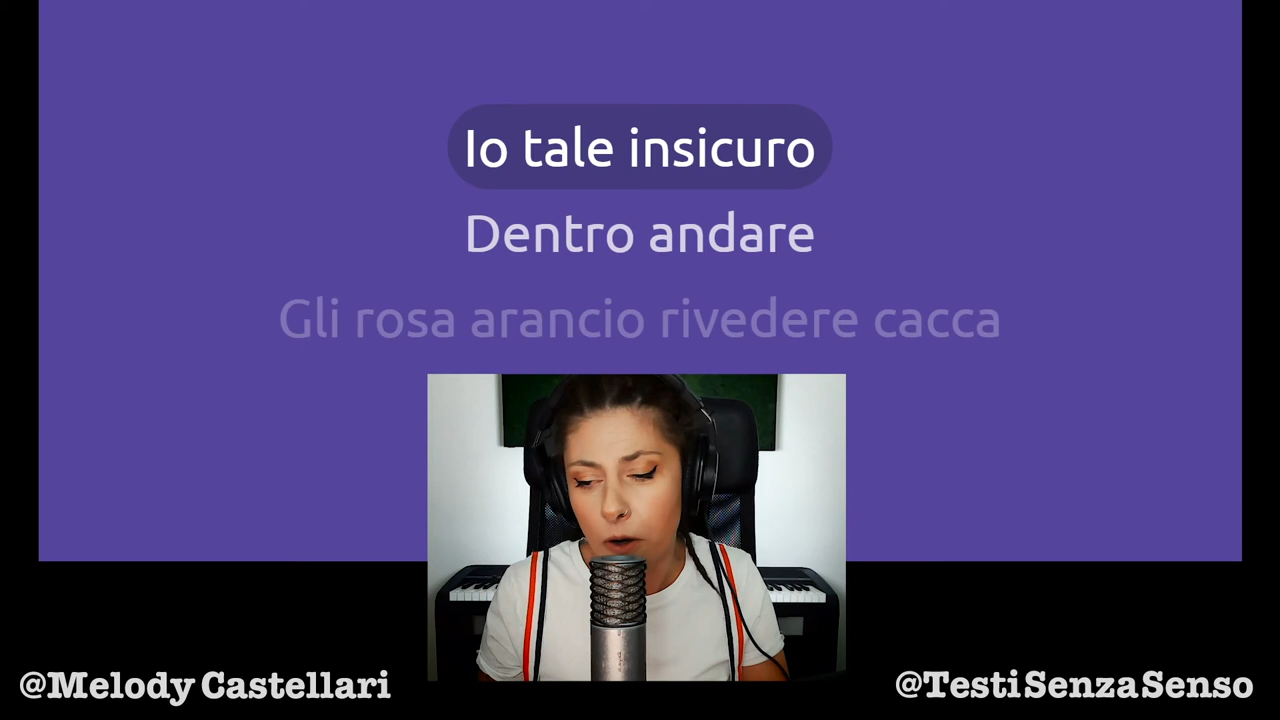 Io tale insicuro
Dentro andare
Gli rosa arancio rivedere cacca
@Melody Castellari
@TestiSenzaSenso